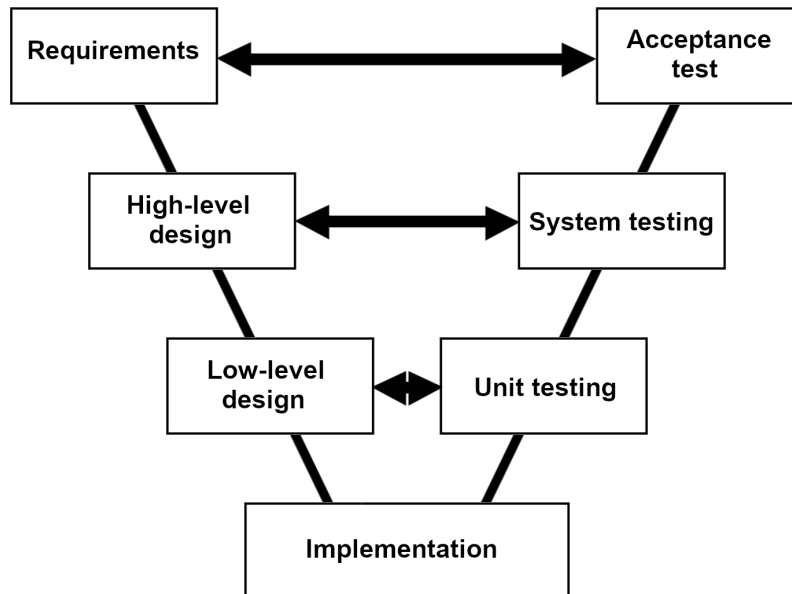 Requirements
Acceptance
test
High-level
design
System testing
Low-level
design
Unit testing
Implementation